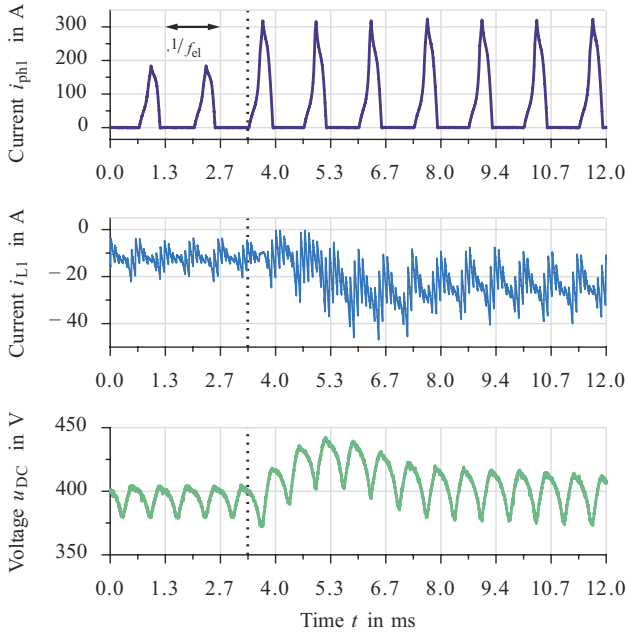 Current i_ph1 in A
300
200
100
0
1/f_el
0.0 1.3 2.7 4.0 5.3 6.7 8.0 9.4 10.7 12.0
Current i_L1 in A
0
−20
−40
0.0 1.3 2.7 4.0 5.3 6.7 8.0 9.4 10.7 12.0
Voltage u_DC in V
450
400
350
0.0 1.3 2.7 4.0 5.3 6.7 8.0 9.4 10.7 12.0
Time t in ms